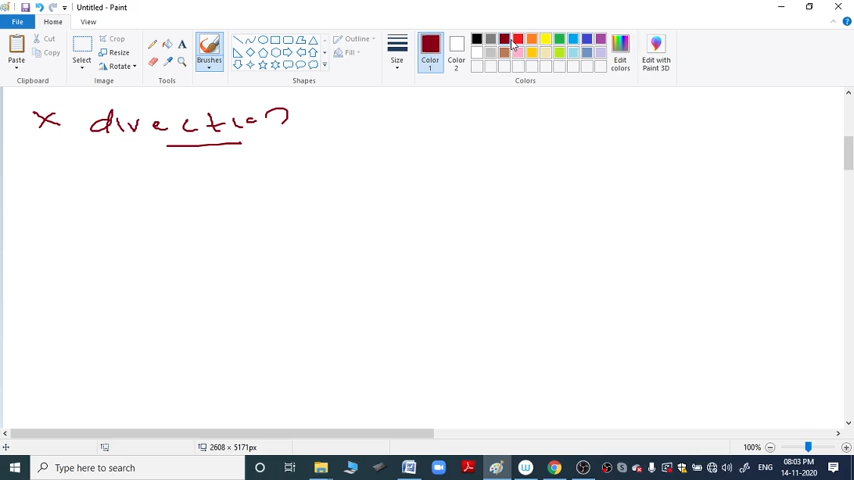 Untitled - Paint
File Home View
Paste Cut Copy Clipboard
Select Crop Resize Rotate Image
A Tools
Brushes
Outline Fill Shapes
Size
Color 1 Color 2 Edit colors Colors
Edit with Paint 3D
x direction
2608 × 5171px 100%
Type here to search ENG 08:03 PM 14-11-2020